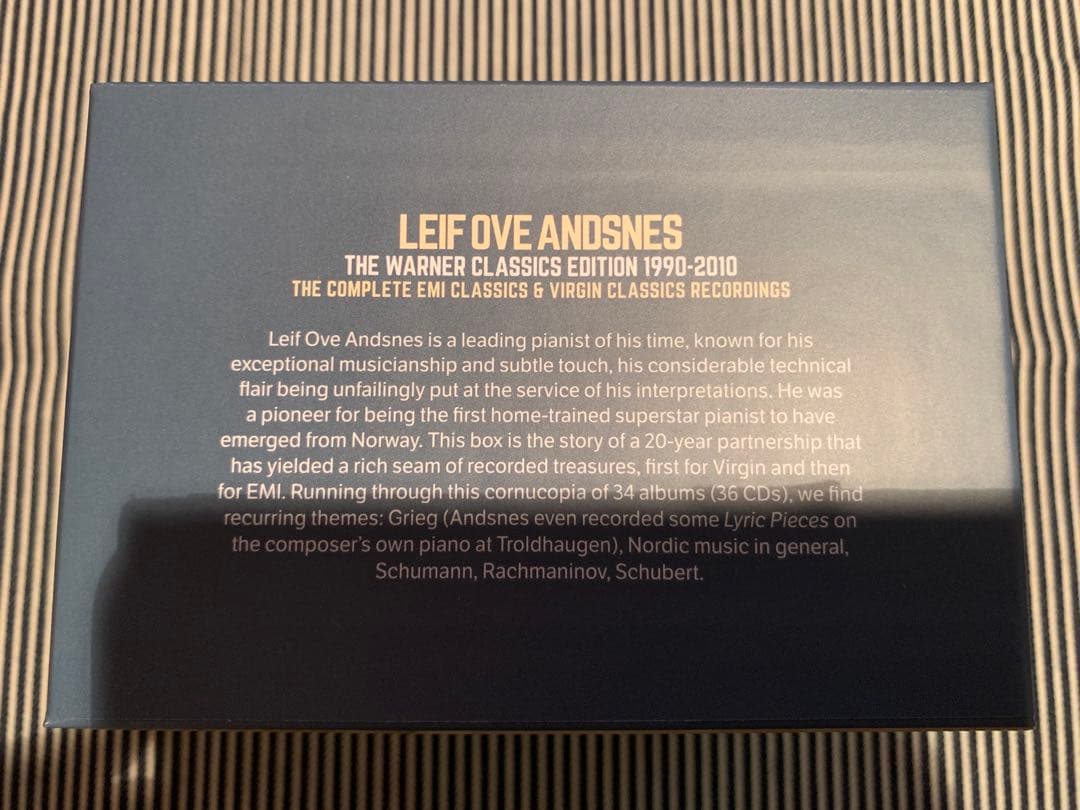 LEIF OVE ANDSNES
THE WARNER CLASSICS EDITION 1990-2010
THE COMPLETE EMI CLASSICS & VIRGIN CLASSICS RECORDINGS
Leif Ove Andsnes is a leading pianist of his time, known for his
exceptional musicianship and subtle touch, his considerable technical
flair being unfailingly put at the service of his interpretations. He was
a pioneer for being the first home-trained superstar pianist to have
emerged from Norway. This box is the story of a 20-year partnership that
has yielded a rich seam of recorded treasures, first for Virgin and then
for EMI. Running through this cornucopia of 34 albums (36 CDs), we find
recurring themes: Grieg (Andsnes even recorded some Lyric Pieces on
the composer's own piano at Troldhaugen), Nordic music in general,
Schumann, Rachmaninov, Schubert.